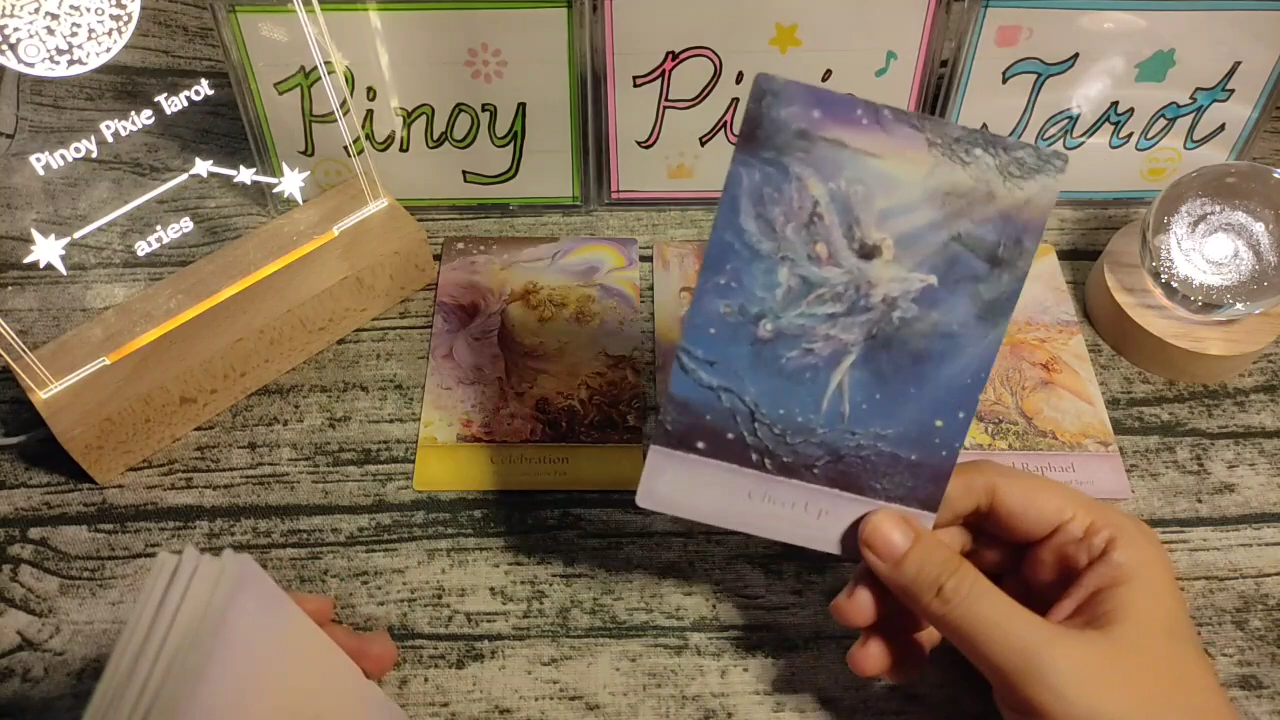 Pinoy
Pi
Tarot
Pinoy Pixie Tarot
aries
Celebration
Cheer Up
Raphael